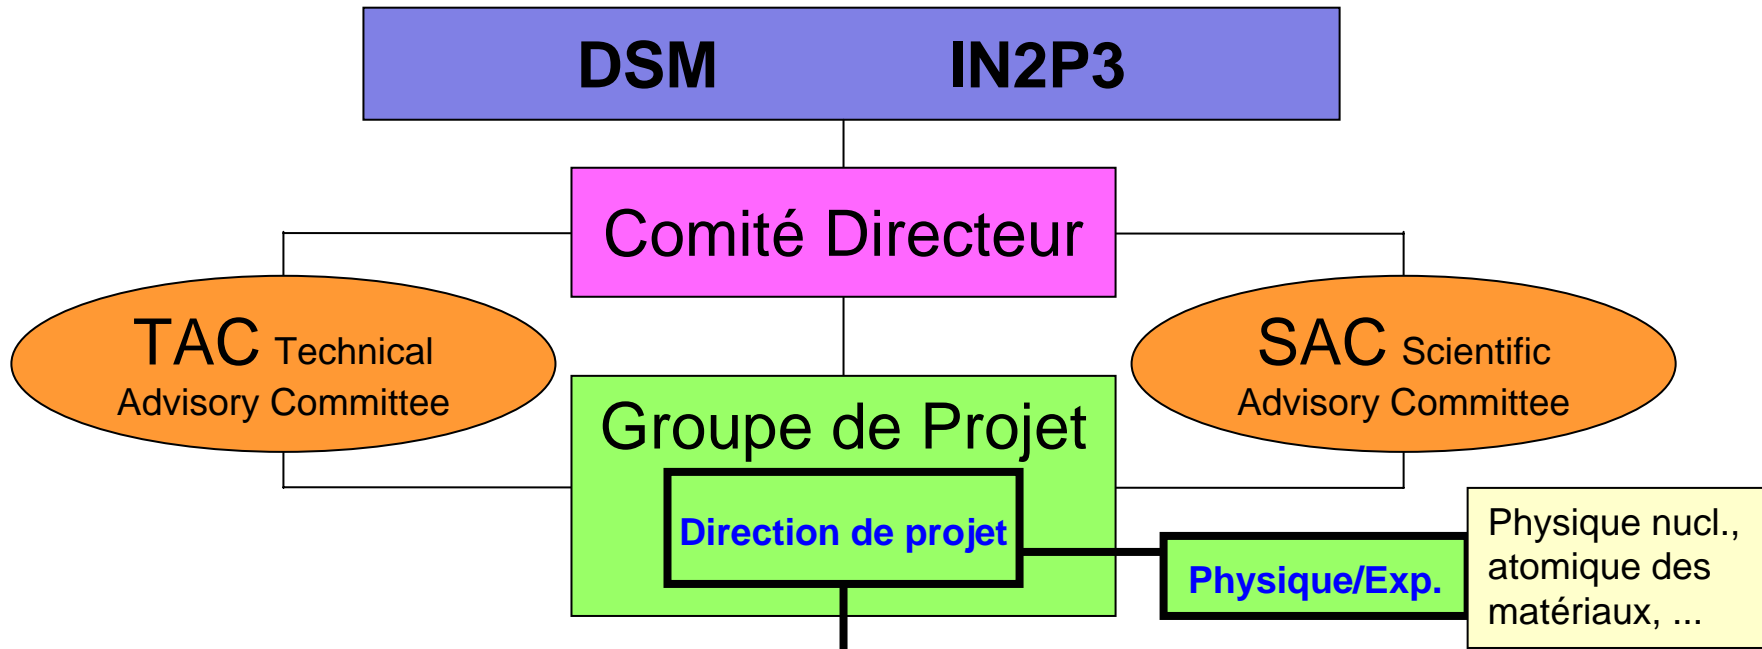 DSM IN2P3
Comité Directeur
TAC Technical
Advisory Committee
SAC Scientific
Advisory Committee
Groupe de Projet
Direction de projet
Physique/Exp.
Physique nucl.,
atomique des
matériaux, ...